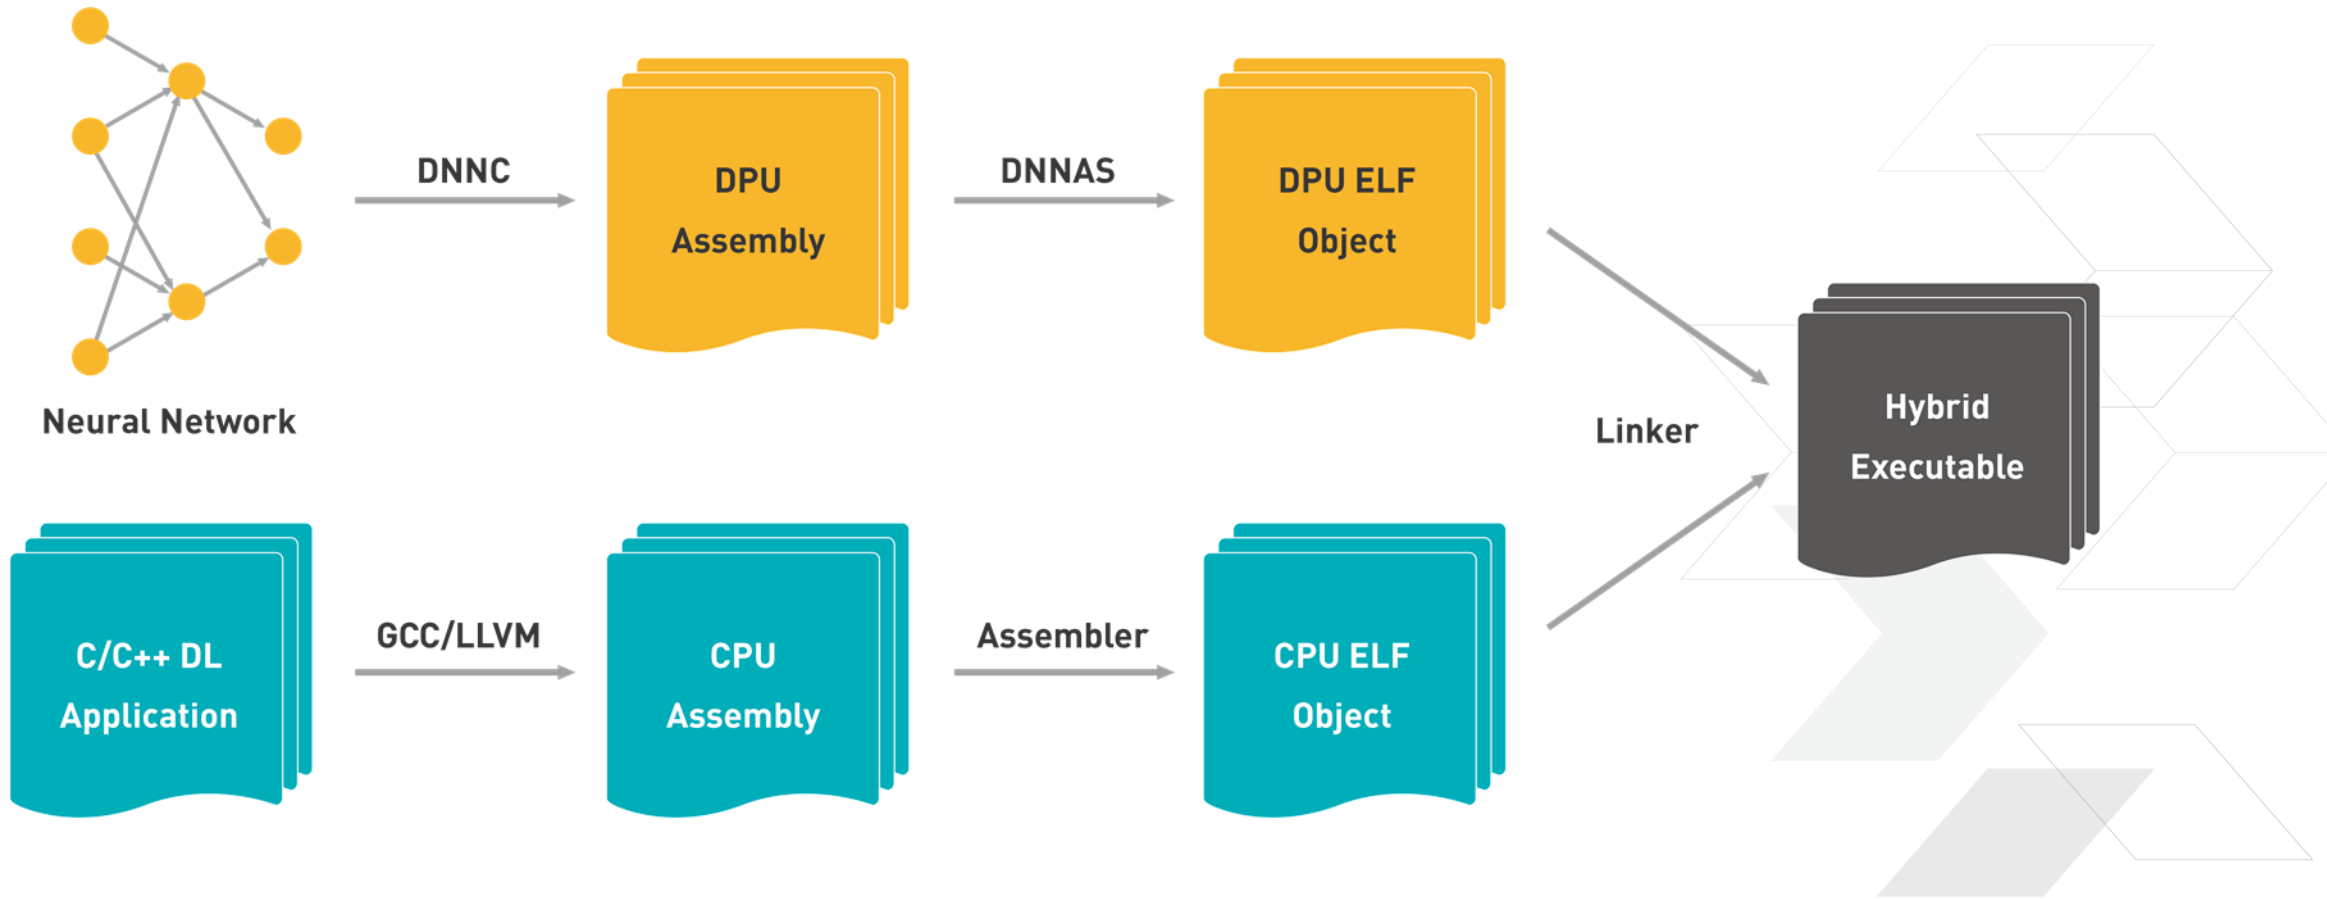 DNNC
DPU
Assembly
DNNAS
DPU ELF
Object
Neural Network
Linker
Hybrid
Executable
C/C++ DL
Application
GCC/LLVM
CPU
Assembly
Assembler
CPU ELF
Object